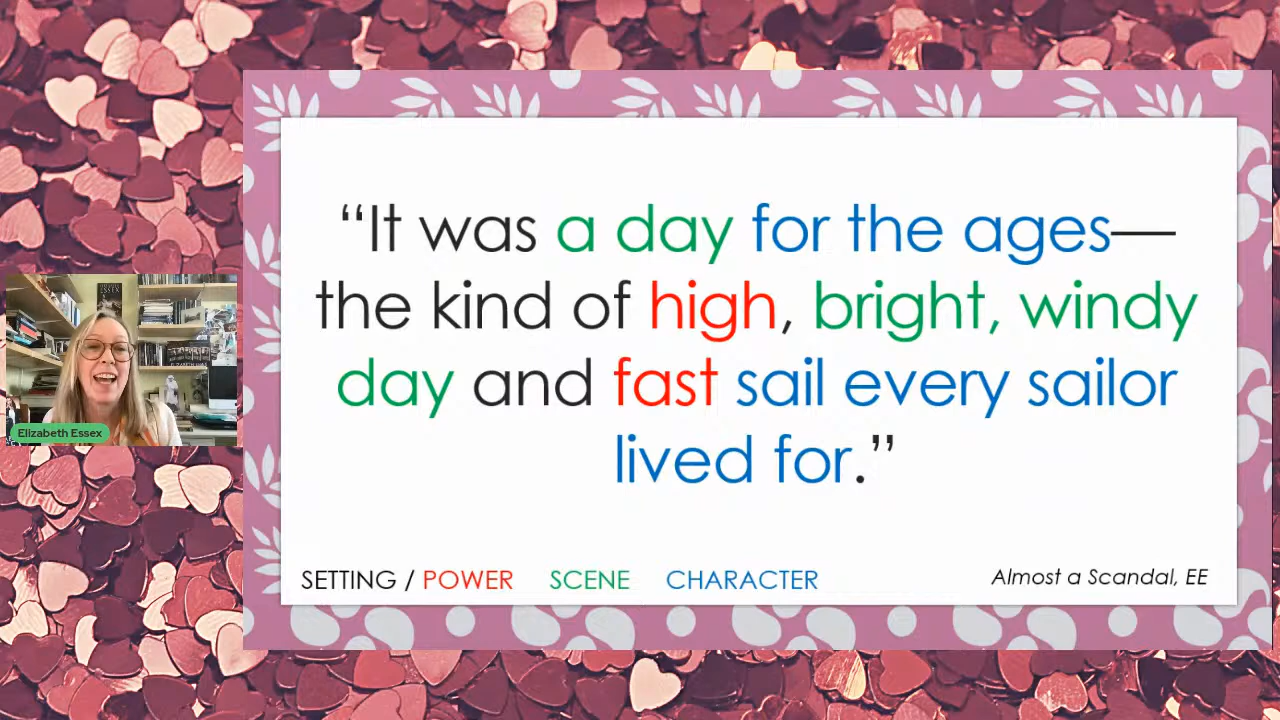 “It was a day for the ages—
the kind of high, bright, windy
day and fast sail every sailor
lived for.”
SETTING / POWER SCENE CHARACTER
Almost a Scandal, EE
Elizabeth Essex